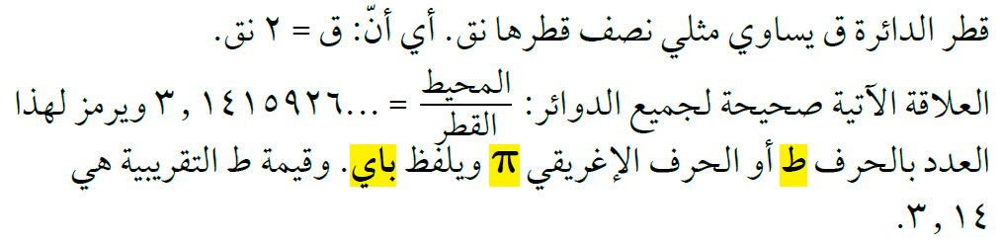 قطر الدائرة ق يساوي مثلي نصف قطرها نق. أي أنّ: ق = ٢ نق.
العلاقة الآتية صحيحة لجميع الدوائر: المحيط/القطر = ...٣,١٤١٥٩٢٦ ويرمز لهذا
العدد بالحرف ط أو الحرف الإغريقي π ويلفظ باي. وقيمة ط التقريبية هي
٣,١٤.